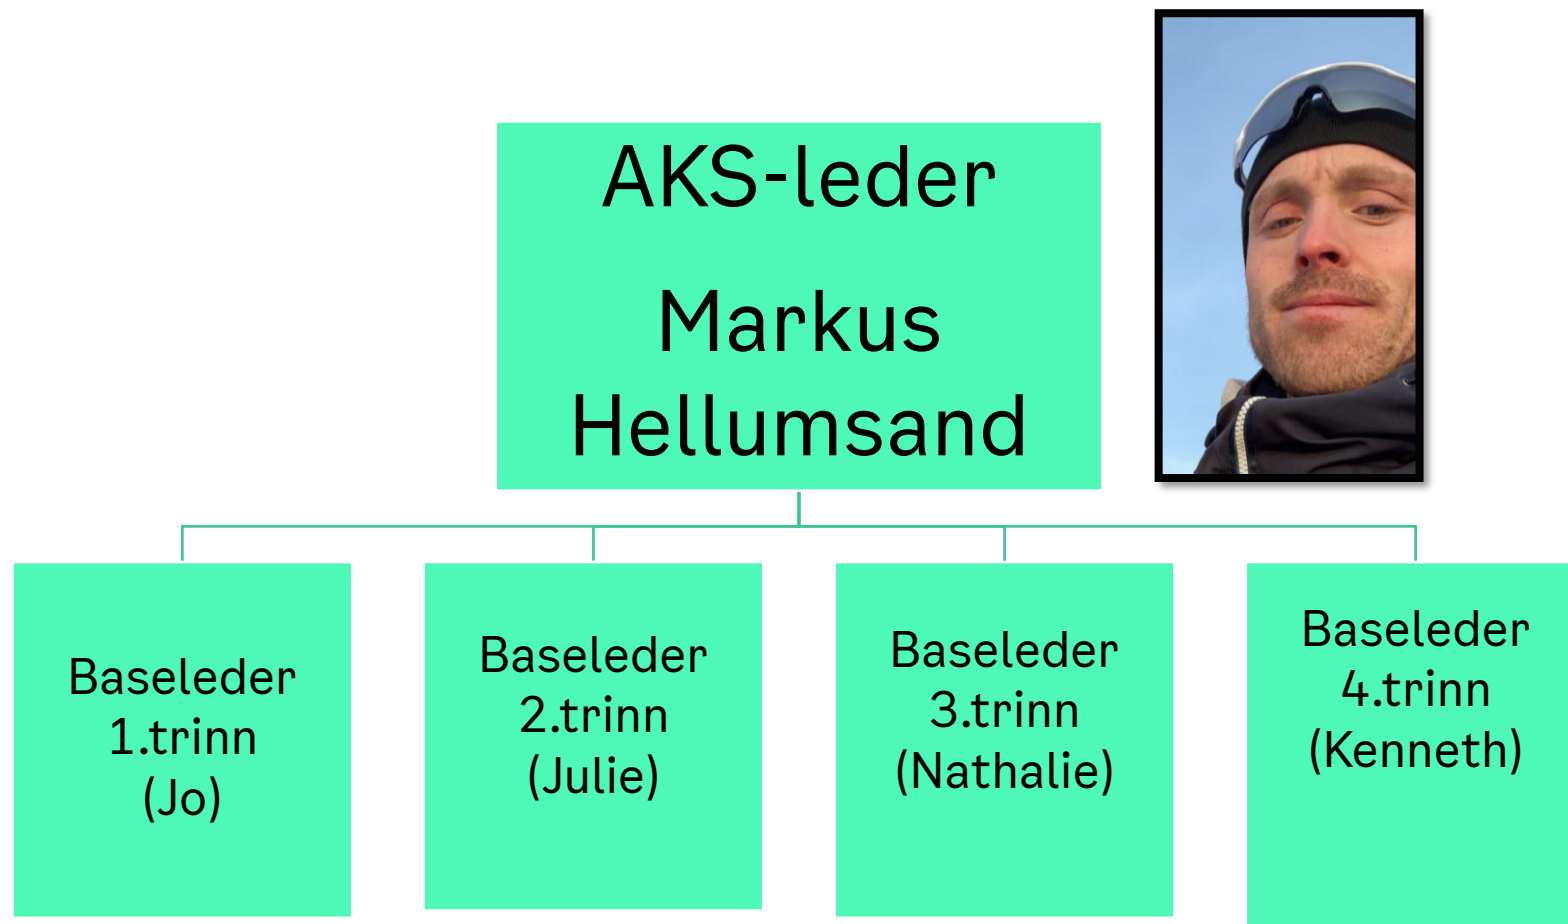 AKS-leder
Markus
Hellumsand
Baseleder
1.trinn
(Jo)
Baseleder
2.trinn
(Julie)
Baseleder
3.trinn
(Nathalie)
Baseleder
4.trinn
(Kenneth)